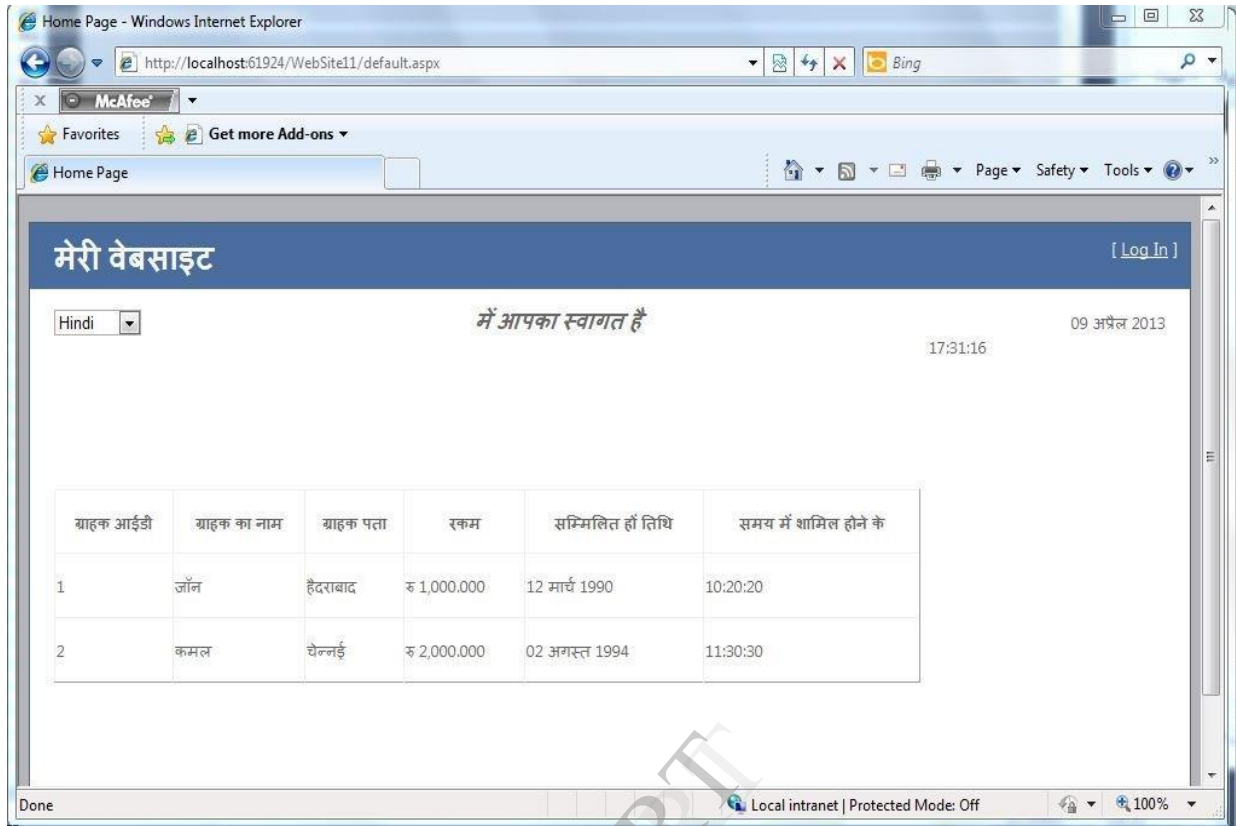 Home Page - Windows Internet Explorer
http://localhost:61924/WebSite11/default.aspx
Bing
x McAfee
Favorites Get more Add-ons
Home Page
Page Safety Tools
मेरी वेबसाइट
[ Log In ]
Hindi
में आपका स्वागत है
09 अप्रैल 2013
17:31:16
ग्राहक आईडी ग्राहक का नाम ग्राहक पता रकम सम्मिलित हों तिथि समय में शामिल होने के
1 जॉन हैदराबाद रु 1,000.000 12 मार्च 1990 10:20:20
2 कमल चेन्नई रु 2,000.000 02 अगस्त 1994 11:30:30
Done
Local intranet | Protected Mode: Off
100%